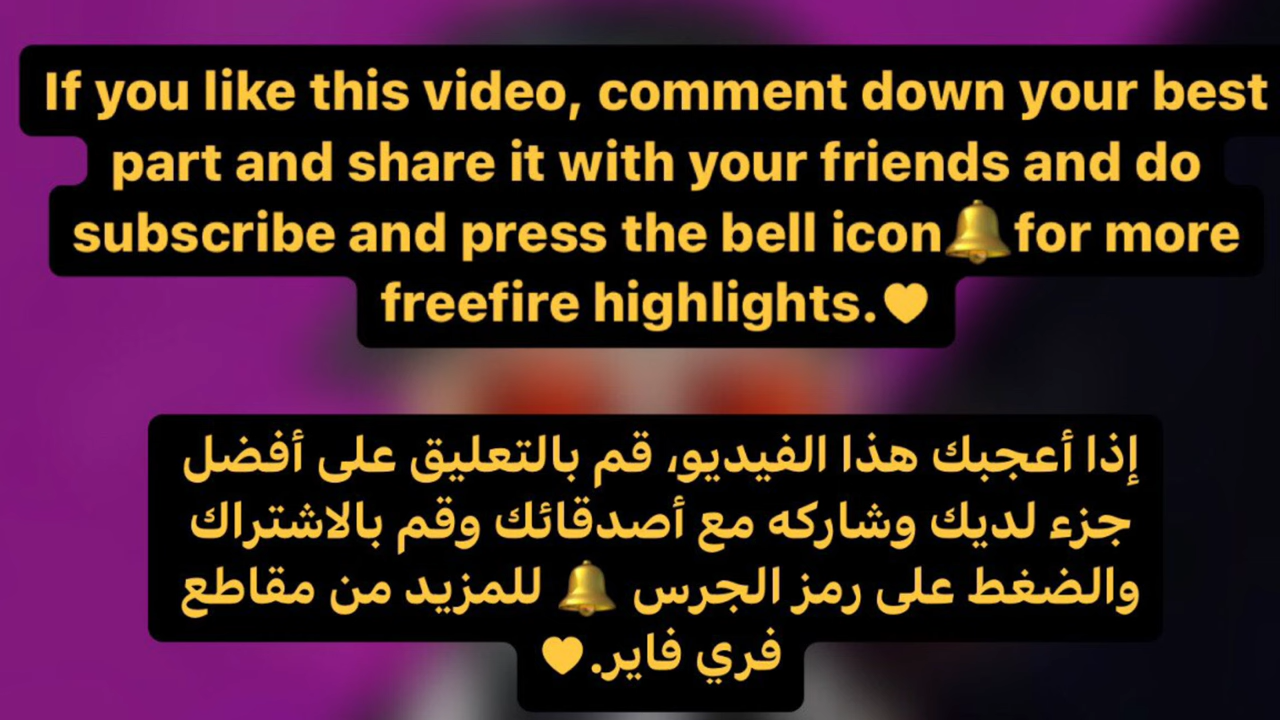 If you like this video, comment down your best
part and share it with your friends and do
subscribe and press the bell icon🔔for more
freefire highlights.💛
إذا أعجبك هذا الفيديو، قم بالتعليق على أفضل
جزء لديك وشاركه مع أصدقائك وقم بالاشتراك
والضغط على رمز الجرس 🔔 للمزيد من مقاطع
فري فاير.💛